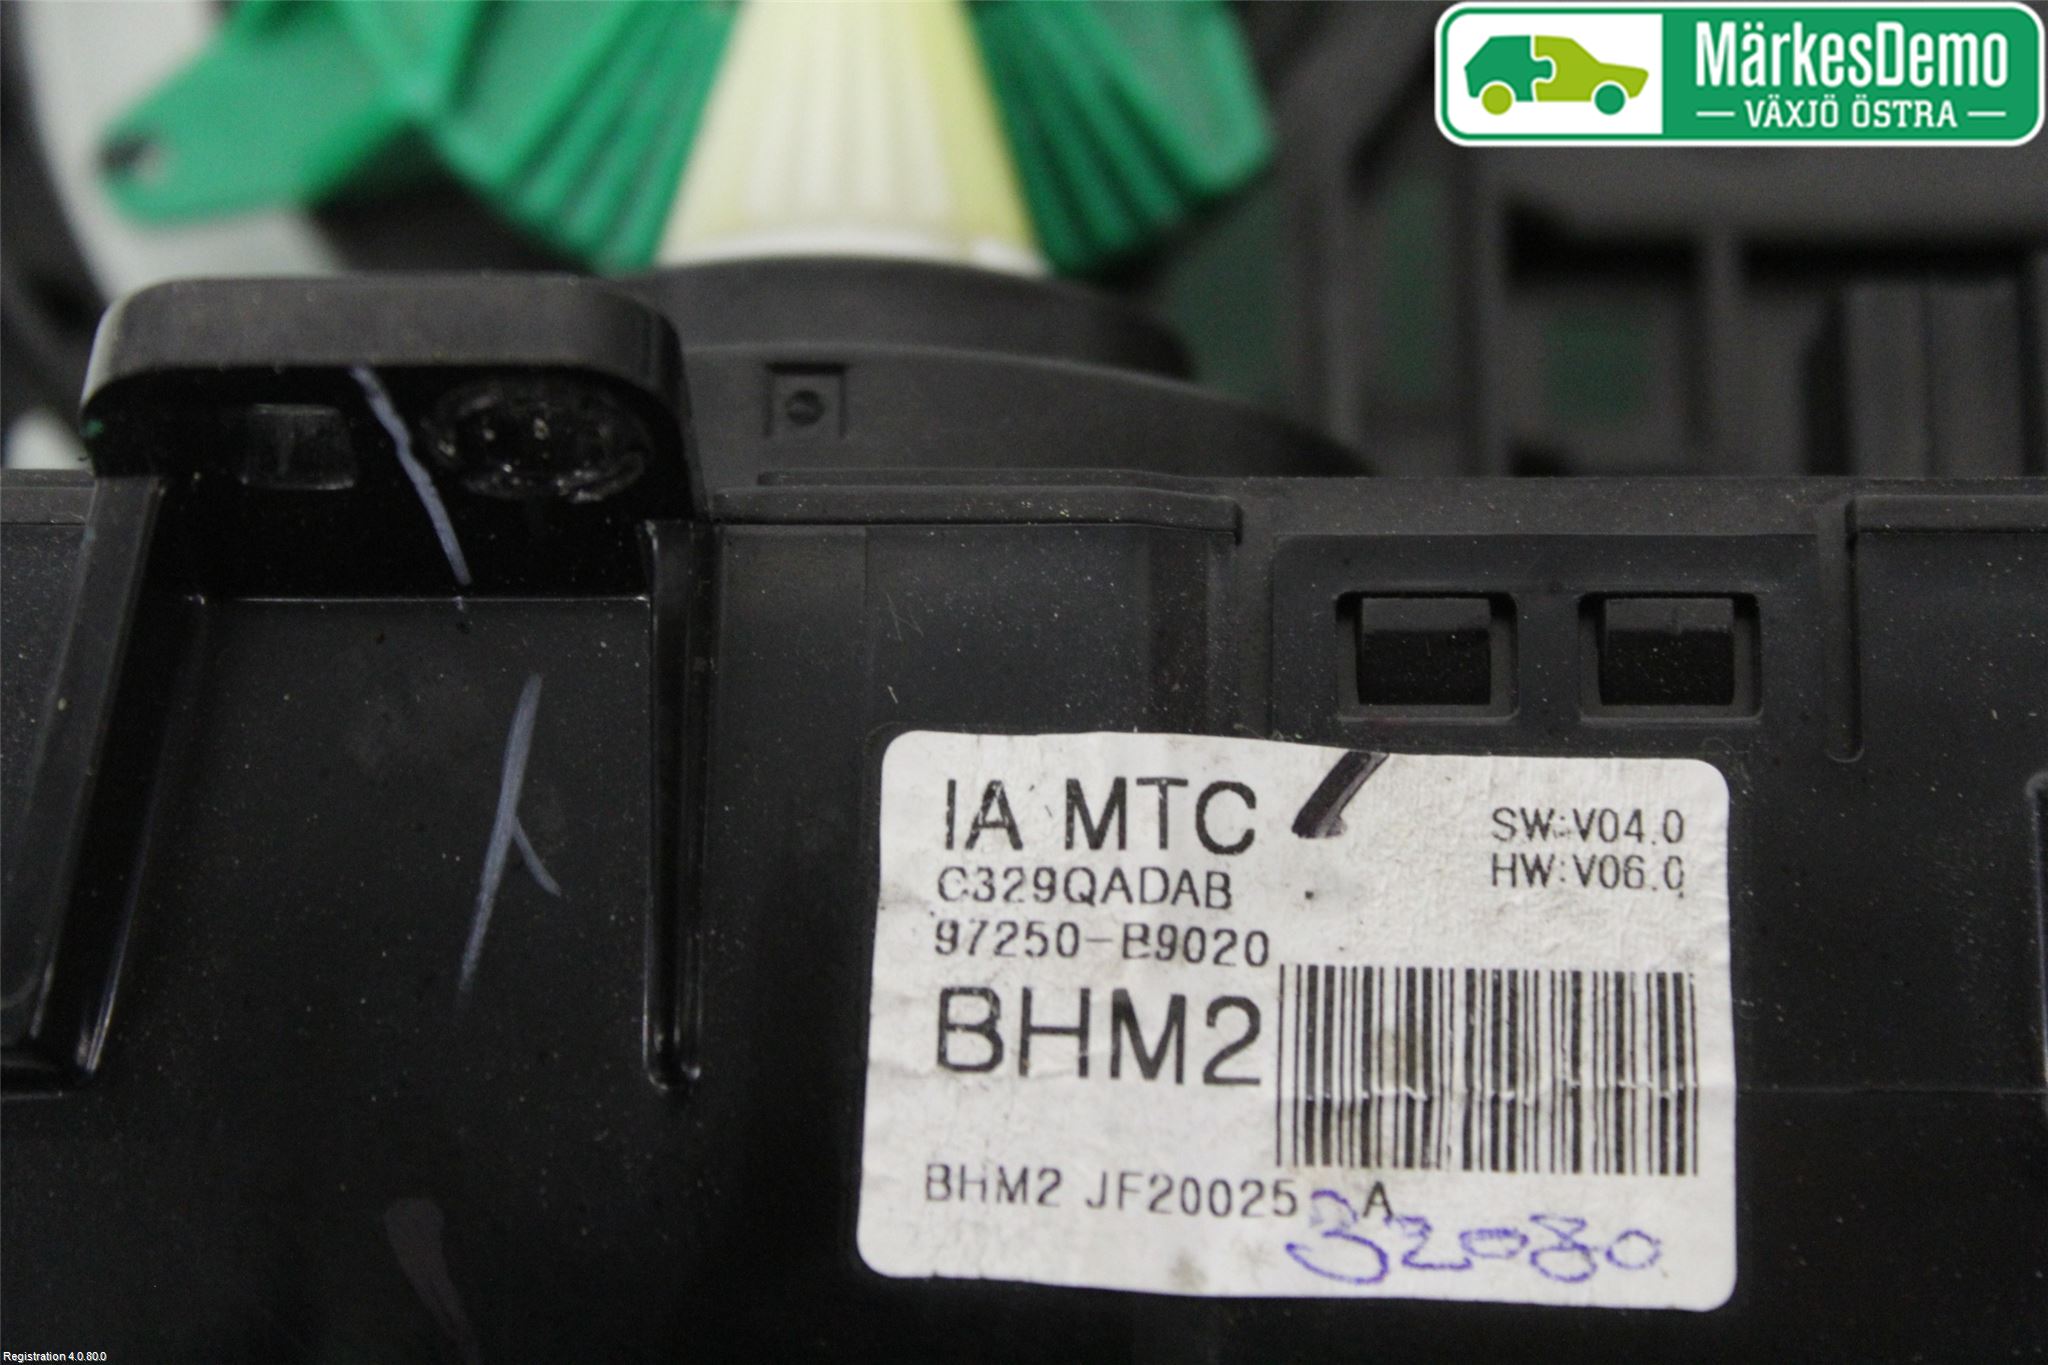 MärkesDemo
VÄXJÖ ÖSTRA
IA MTC
SW:V04.0
HW:V06.0
C329QADAB
97250-B9020
BHM2
BHM2 JF20025 A
32080
Registration 4.0.80.0